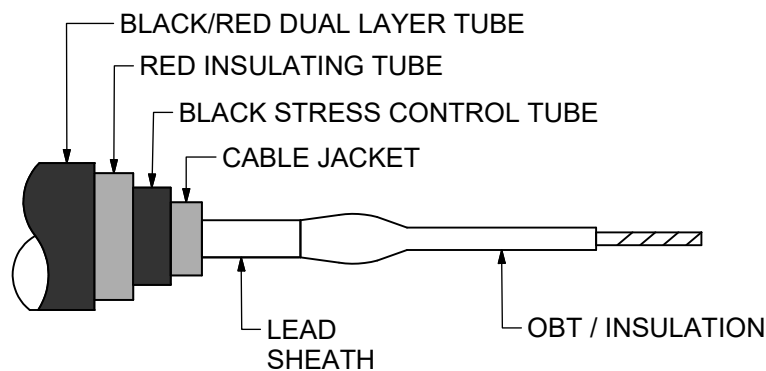 BLACK/RED DUAL LAYER TUBE
RED INSULATING TUBE
BLACK STRESS CONTROL TUBE
CABLE JACKET
LEAD
SHEATH
OBT / INSULATION